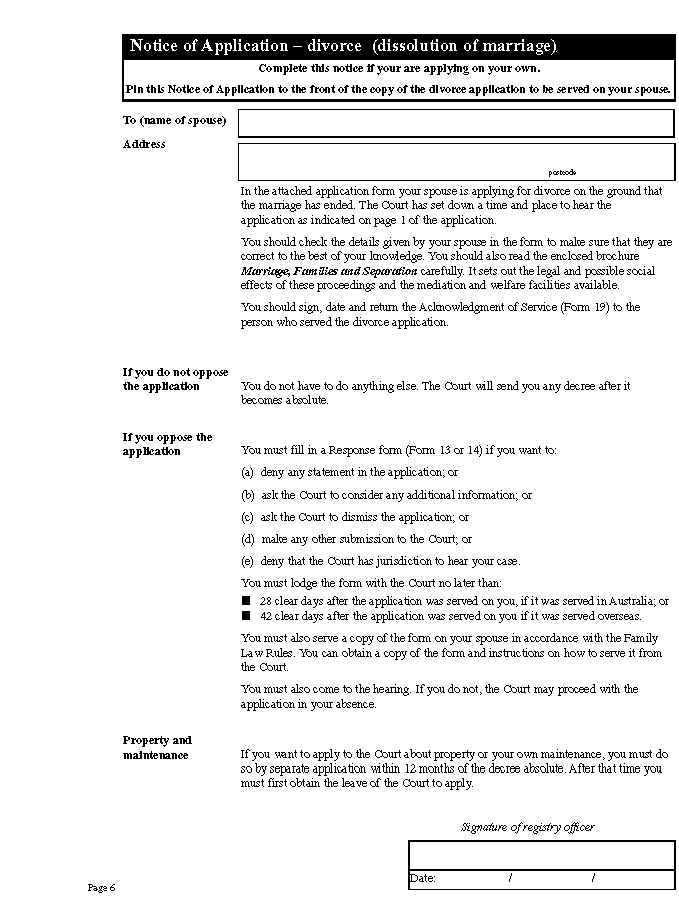 Notice of Application – divorce (dissolution of marriage)
Complete this notice if your are applying on your own.
Pin this Notice of Application to the front of the copy of the divorce application to be served on your spouse.
To (name of spouse)
Address
postcode
In the attached application form your spouse is applying for divorce on the ground that
the marriage has ended. The Court has set down a time and place to hear the
application as indicated on page 1 of the application.
You should check the details given by your spouse in the form to make sure that they are
correct to the best of your knowledge. You should also read the enclosed brochure
Marriage, Families and Separation carefully. It sets out the legal and possible social
effects of these proceedings and the mediation and welfare facilities available.
You should sign, date and return the Acknowledgment of Service (Form 19) to the
person who served the divorce application.
If you do not oppose
the application
You do not have to do anything else. The Court will send you any decree after it
becomes absolute.
If you oppose the
application
You must fill in a Response form (Form 13 or 14) if you want to:
(a) deny any statement in the application; or
(b) ask the Court to consider any additional information; or
(c) ask the Court to dismiss the application; or
(d) make any other submission to the Court; or
(e) deny that the Court has jurisdiction to hear your case.
You must lodge the form with the Court no later than:
■ 28 clear days after the application was served on you, if it was served in Australia; or
■ 42 clear days after the application was served on you if it was served overseas.
You must also serve a copy of the form on your spouse in accordance with the Family
Law Rules. You can obtain a copy of the form and instructions on how to serve it from
the Court.
You must also come to the hearing. If you do not, the Court may proceed with the
application in your absence.
Property and
maintenance
If you want to apply to the Court about property or your own maintenance, you must do
so by separate application within 12 months of the decree absolute. After that time you
must first obtain the leave of the Court to apply.
Signature of registry officer
Date: / /
Page 6